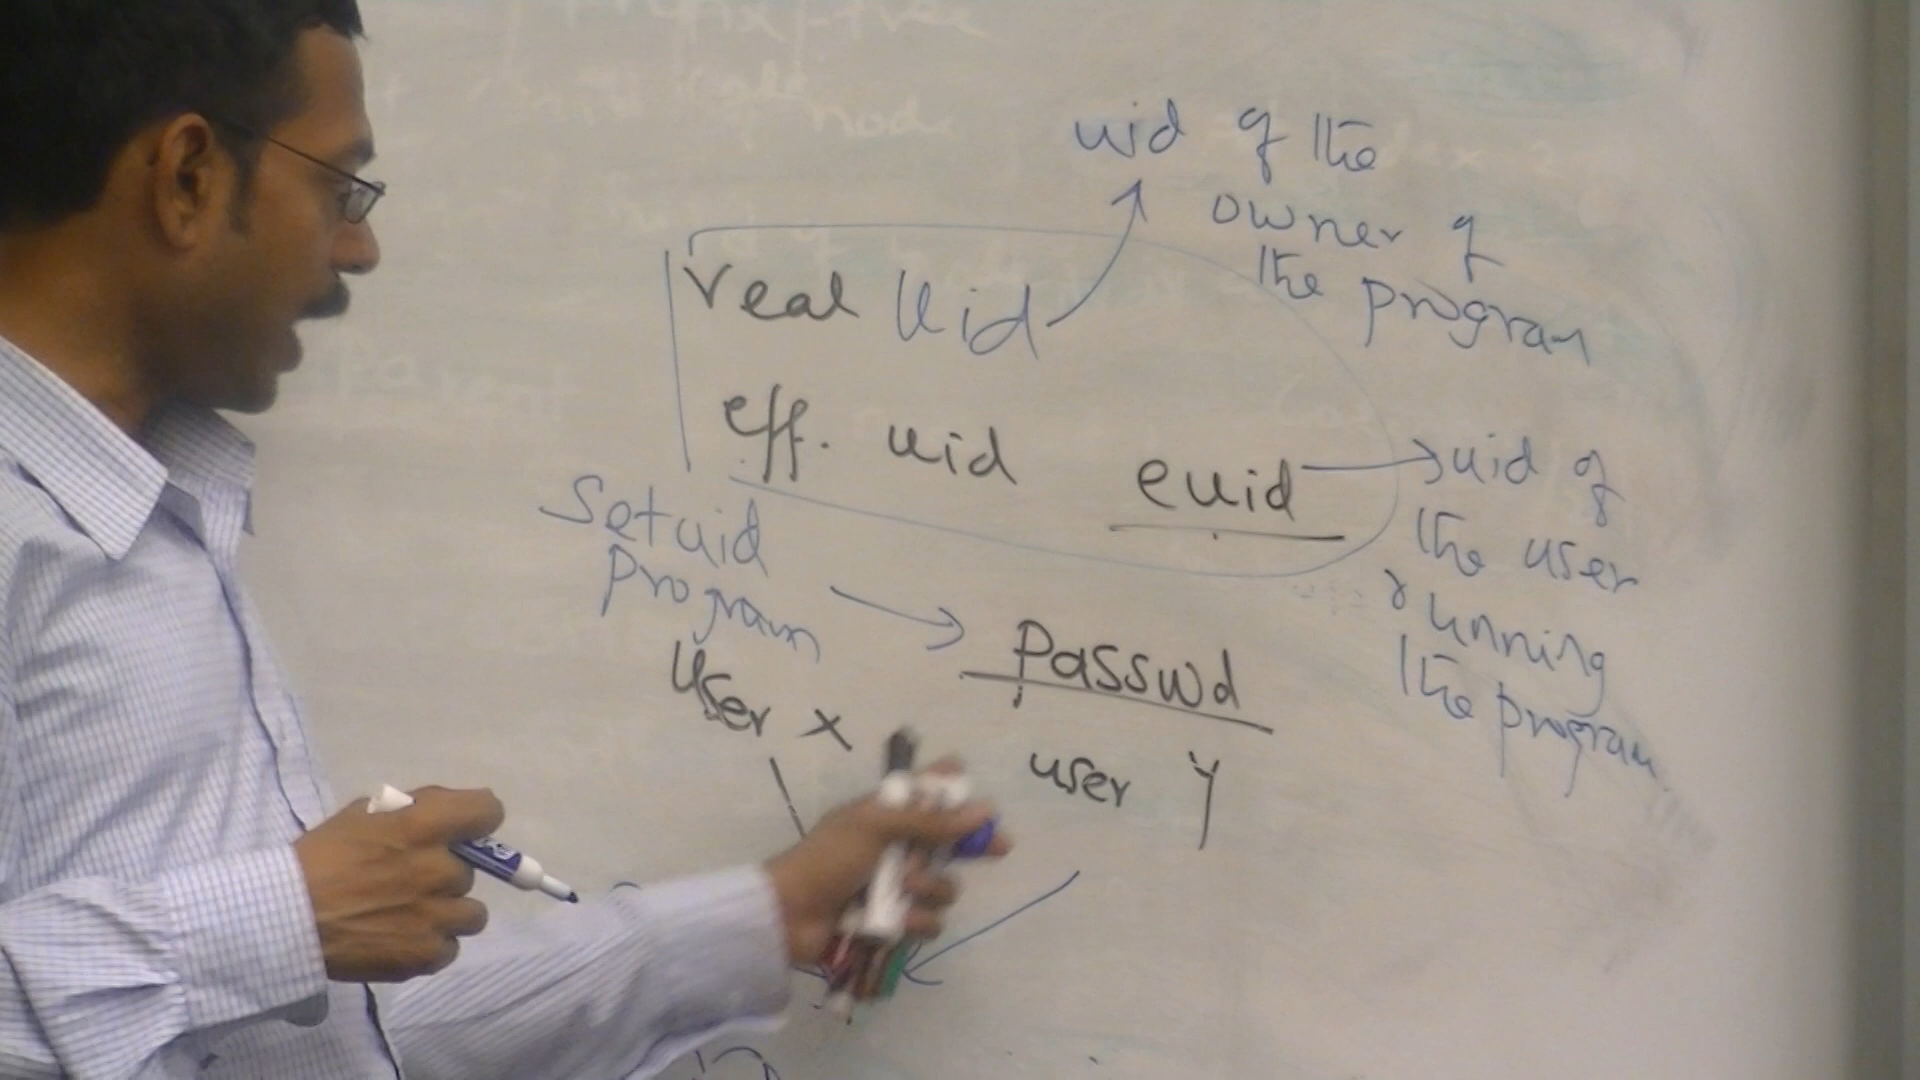 uid of the
owner of
the program
real Uid
eff. uid euid
uid of
the user
running
the program
Setuid
Program
Passwd
user x
user Y
node